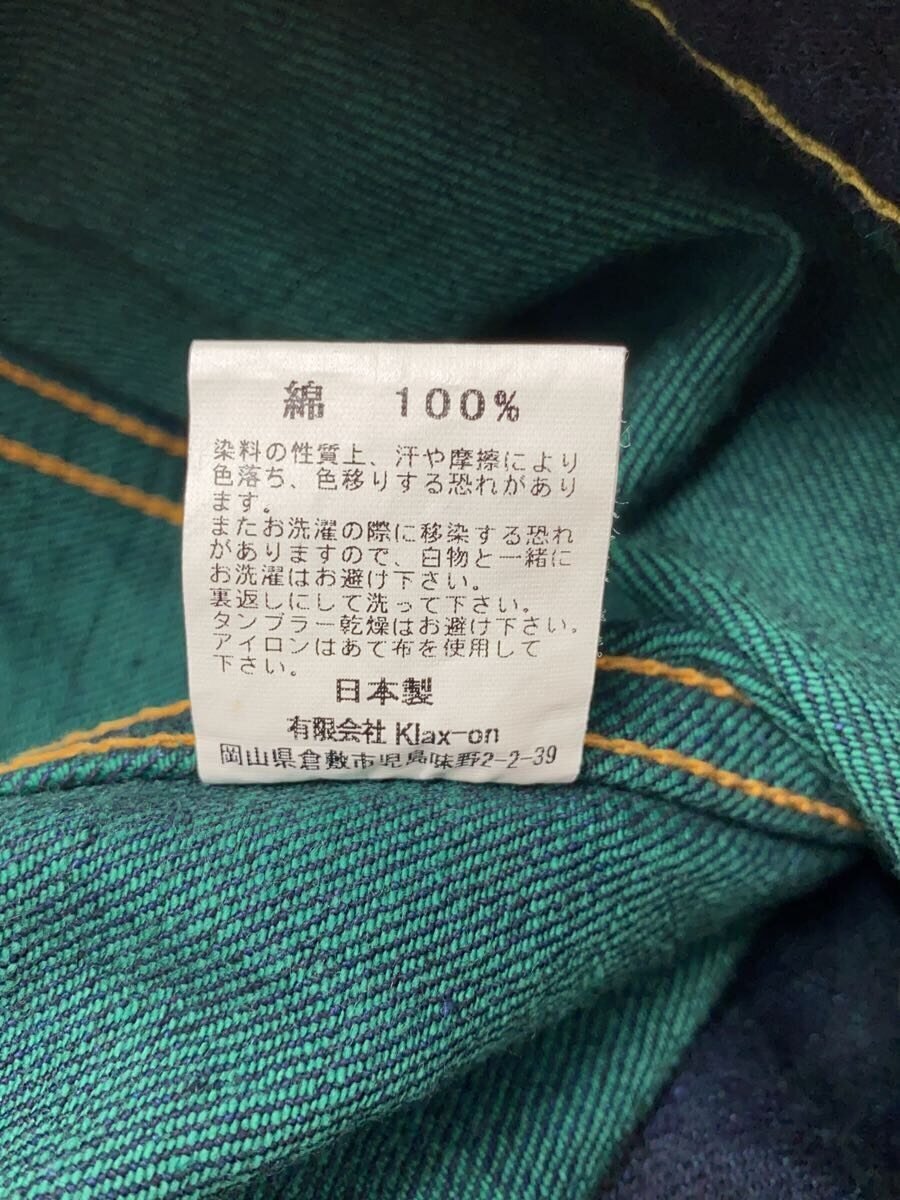 綿 100%
染料の性質上、汗や摩擦により
色落ち、色移りする恐れがあり
ます。
またお洗濯の際に移染する恐れ
がありますので、白物と一緒に
お洗濯はお避け下さい。
裏返しにして洗って下さい。
タンブラー乾燥はお避け下さい。
アイロンはあて布を使用して
下さい。
日本製
有限会社 Klax-on
岡山県倉敷市児島味野2-2-39